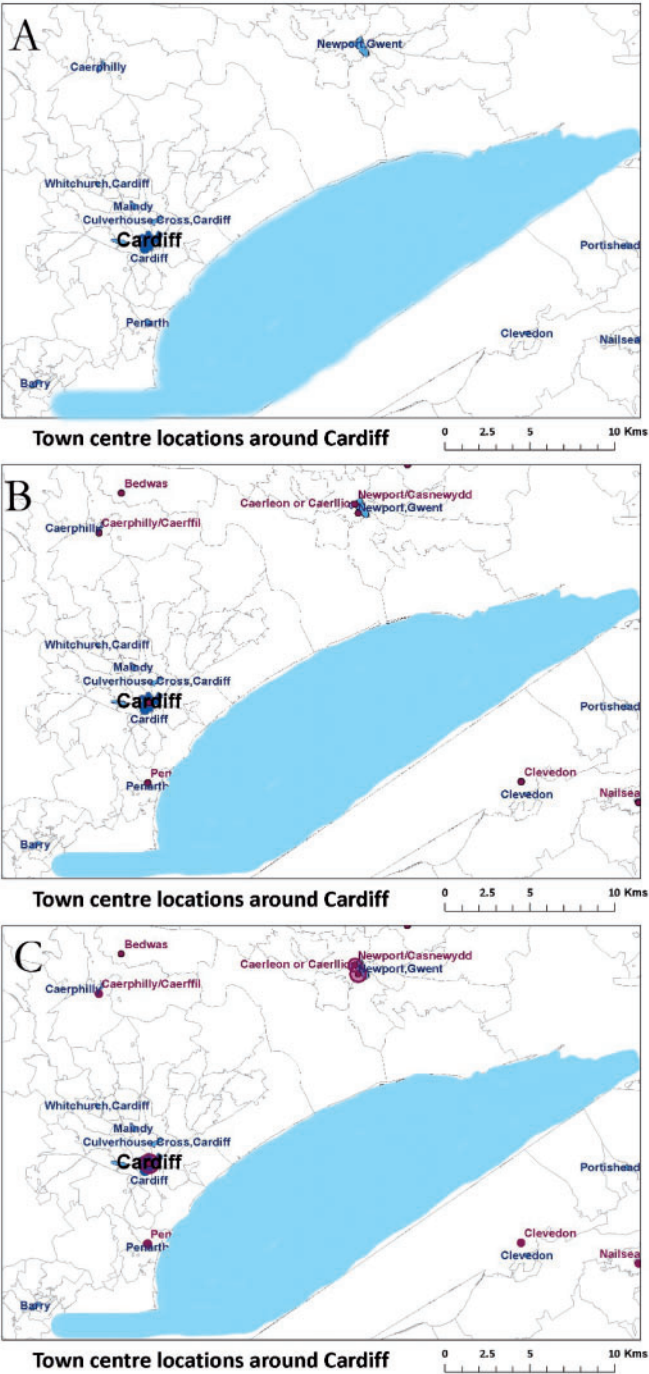 A
Newport,Gwent
Caerphilly
Whitchurch,Cardiff
Maindy
Culverhouse Cross,Cardiff
Cardiff
Cardiff
Portishead
Penarth
Clevedon
Nailsea
Barry
Town centre locations around Cardiff
0 2.5 5 10 Kms
B
Bedwas
Newport/Casnewydd
Caerleon or Caerllio
Newport,Gwent
Caerphilly/Caerffil
Caerphilly
Whitchurch,Cardiff
Maindy
Culverhouse Cross,Cardiff
Cardiff
Cardiff
Portishead
Pen
Penarth
Clevedon
Clevedon
Nailsea
Barry
Town centre locations around Cardiff
0 2.5 5 10 Kms
C
Bedwas
Newport/Casnewydd
Caerleon or Caerllio
Newport,Gwent
Caerphilly/Caerffil
Caerphilly
Whitchurch,Cardiff
Maindy
Culverhouse Cross,Cardiff
Cardiff
Cardiff
Portishead
Pen
Penarth
Clevedon
Clevedon
Nailsea
Barry
Town centre locations around Cardiff
0 2.5 5 10 Kms